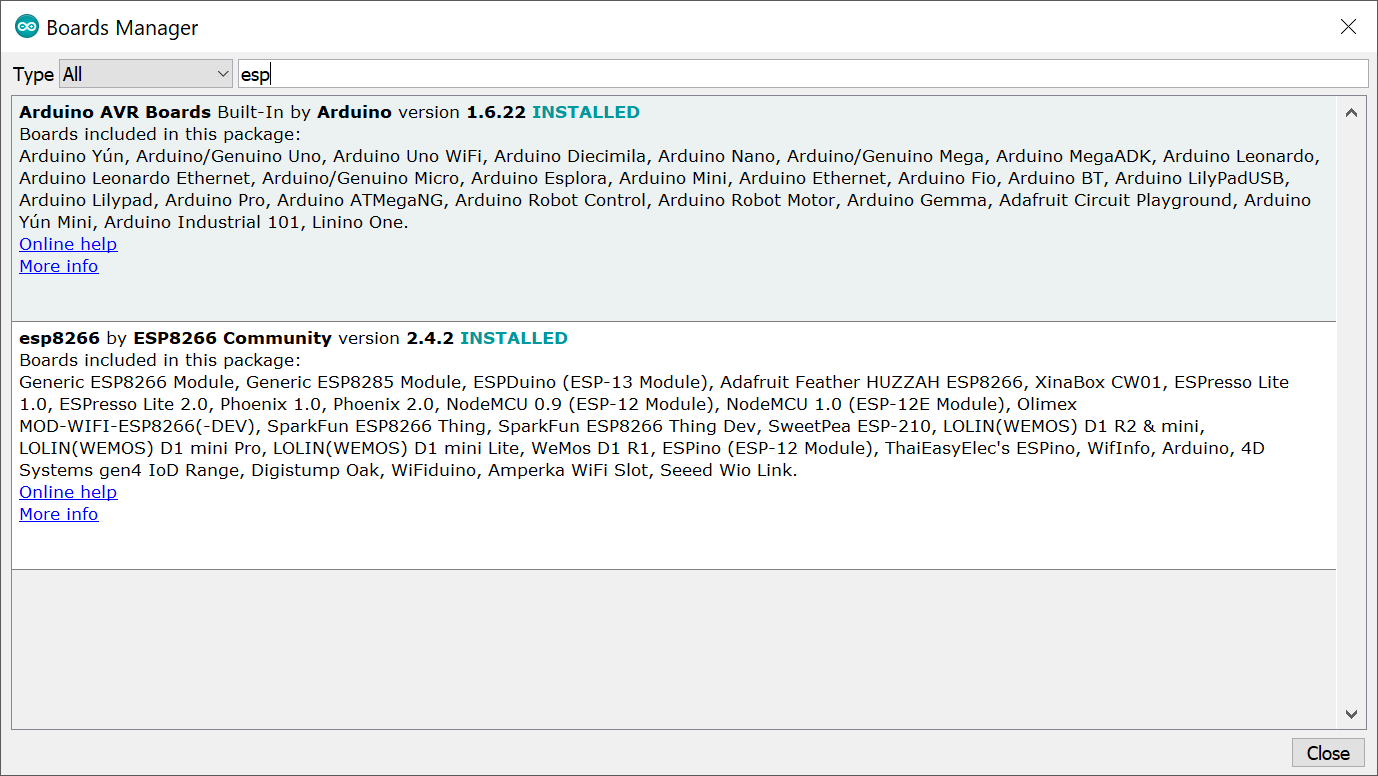 Boards Manager
Type All esp
Arduino AVR Boards Built-In by Arduino version 1.6.22 INSTALLED
Boards included in this package:
Arduino Yún, Arduino/Genuino Uno, Arduino Uno WiFi, Arduino Diecimila, Arduino Nano, Arduino/Genuino Mega, Arduino MegaADK, Arduino Leonardo,
Arduino Leonardo Ethernet, Arduino/Genuino Micro, Arduino Esplora, Arduino Mini, Arduino Ethernet, Arduino Fio, Arduino BT, Arduino LilyPadUSB,
Arduino Lilypad, Arduino Pro, Arduino ATMegaNG, Arduino Robot Control, Arduino Robot Motor, Arduino Gemma, Adafruit Circuit Playground, Arduino
Yún Mini, Arduino Industrial 101, Linino One.
Online help
More info
esp8266 by ESP8266 Community version 2.4.2 INSTALLED
Boards included in this package:
Generic ESP8266 Module, Generic ESP8285 Module, ESPDuino (ESP-13 Module), Adafruit Feather HUZZAH ESP8266, XinaBox CW01, ESPresso Lite
1.0, ESPresso Lite 2.0, Phoenix 1.0, Phoenix 2.0, NodeMCU 0.9 (ESP-12 Module), NodeMCU 1.0 (ESP-12E Module), Olimex
MOD-WIFI-ESP8266(-DEV), SparkFun ESP8266 Thing, SparkFun ESP8266 Thing Dev, SweetPea ESP-210, LOLIN(WEMOS) D1 R2 & mini,
LOLIN(WEMOS) D1 mini Pro, LOLIN(WEMOS) D1 mini Lite, WeMos D1 R1, ESPino (ESP-12 Module), ThaiEasyElec's ESPino, WifInfo, Arduino, 4D
Systems gen4 IoD Range, Digistump Oak, WiFiduino, Amperka WiFi Slot, Seeed Wio Link.
Online help
More info
Close